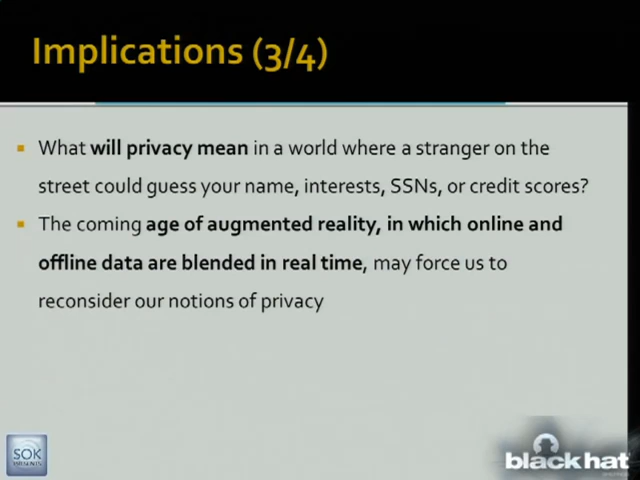 Implications (3/4)
What will privacy mean in a world where a stranger on the
street could guess your name, interests, SSNs, or credit scores?
The coming age of augmented reality, in which online and
offline data are blended in real time, may force us to
reconsider our notions of privacy
SOK
PRESENTS
black hat